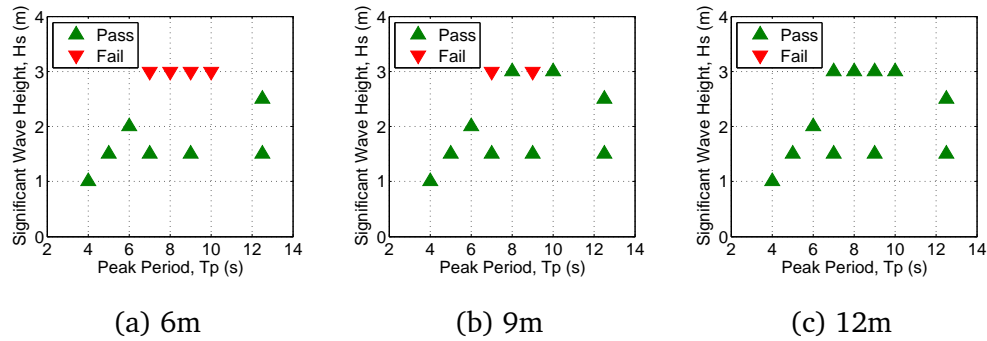 Significant Wave Height, Hs (m)
4
3
2
1
0
Pass
Fail
2 4 6 8 10 12 14
Peak Period, Tp (s)
(a) 6m
Significant Wave Height, Hs (m)
4
3
2
1
0
Pass
Fail
2 4 6 8 10 12 14
Peak Period, Tp (s)
(b) 9m
Significant Wave Height, Hs (m)
4
3
2
1
0
Pass
Fail
2 4 6 8 10 12 14
Peak Period, Tp (s)
(c) 12m